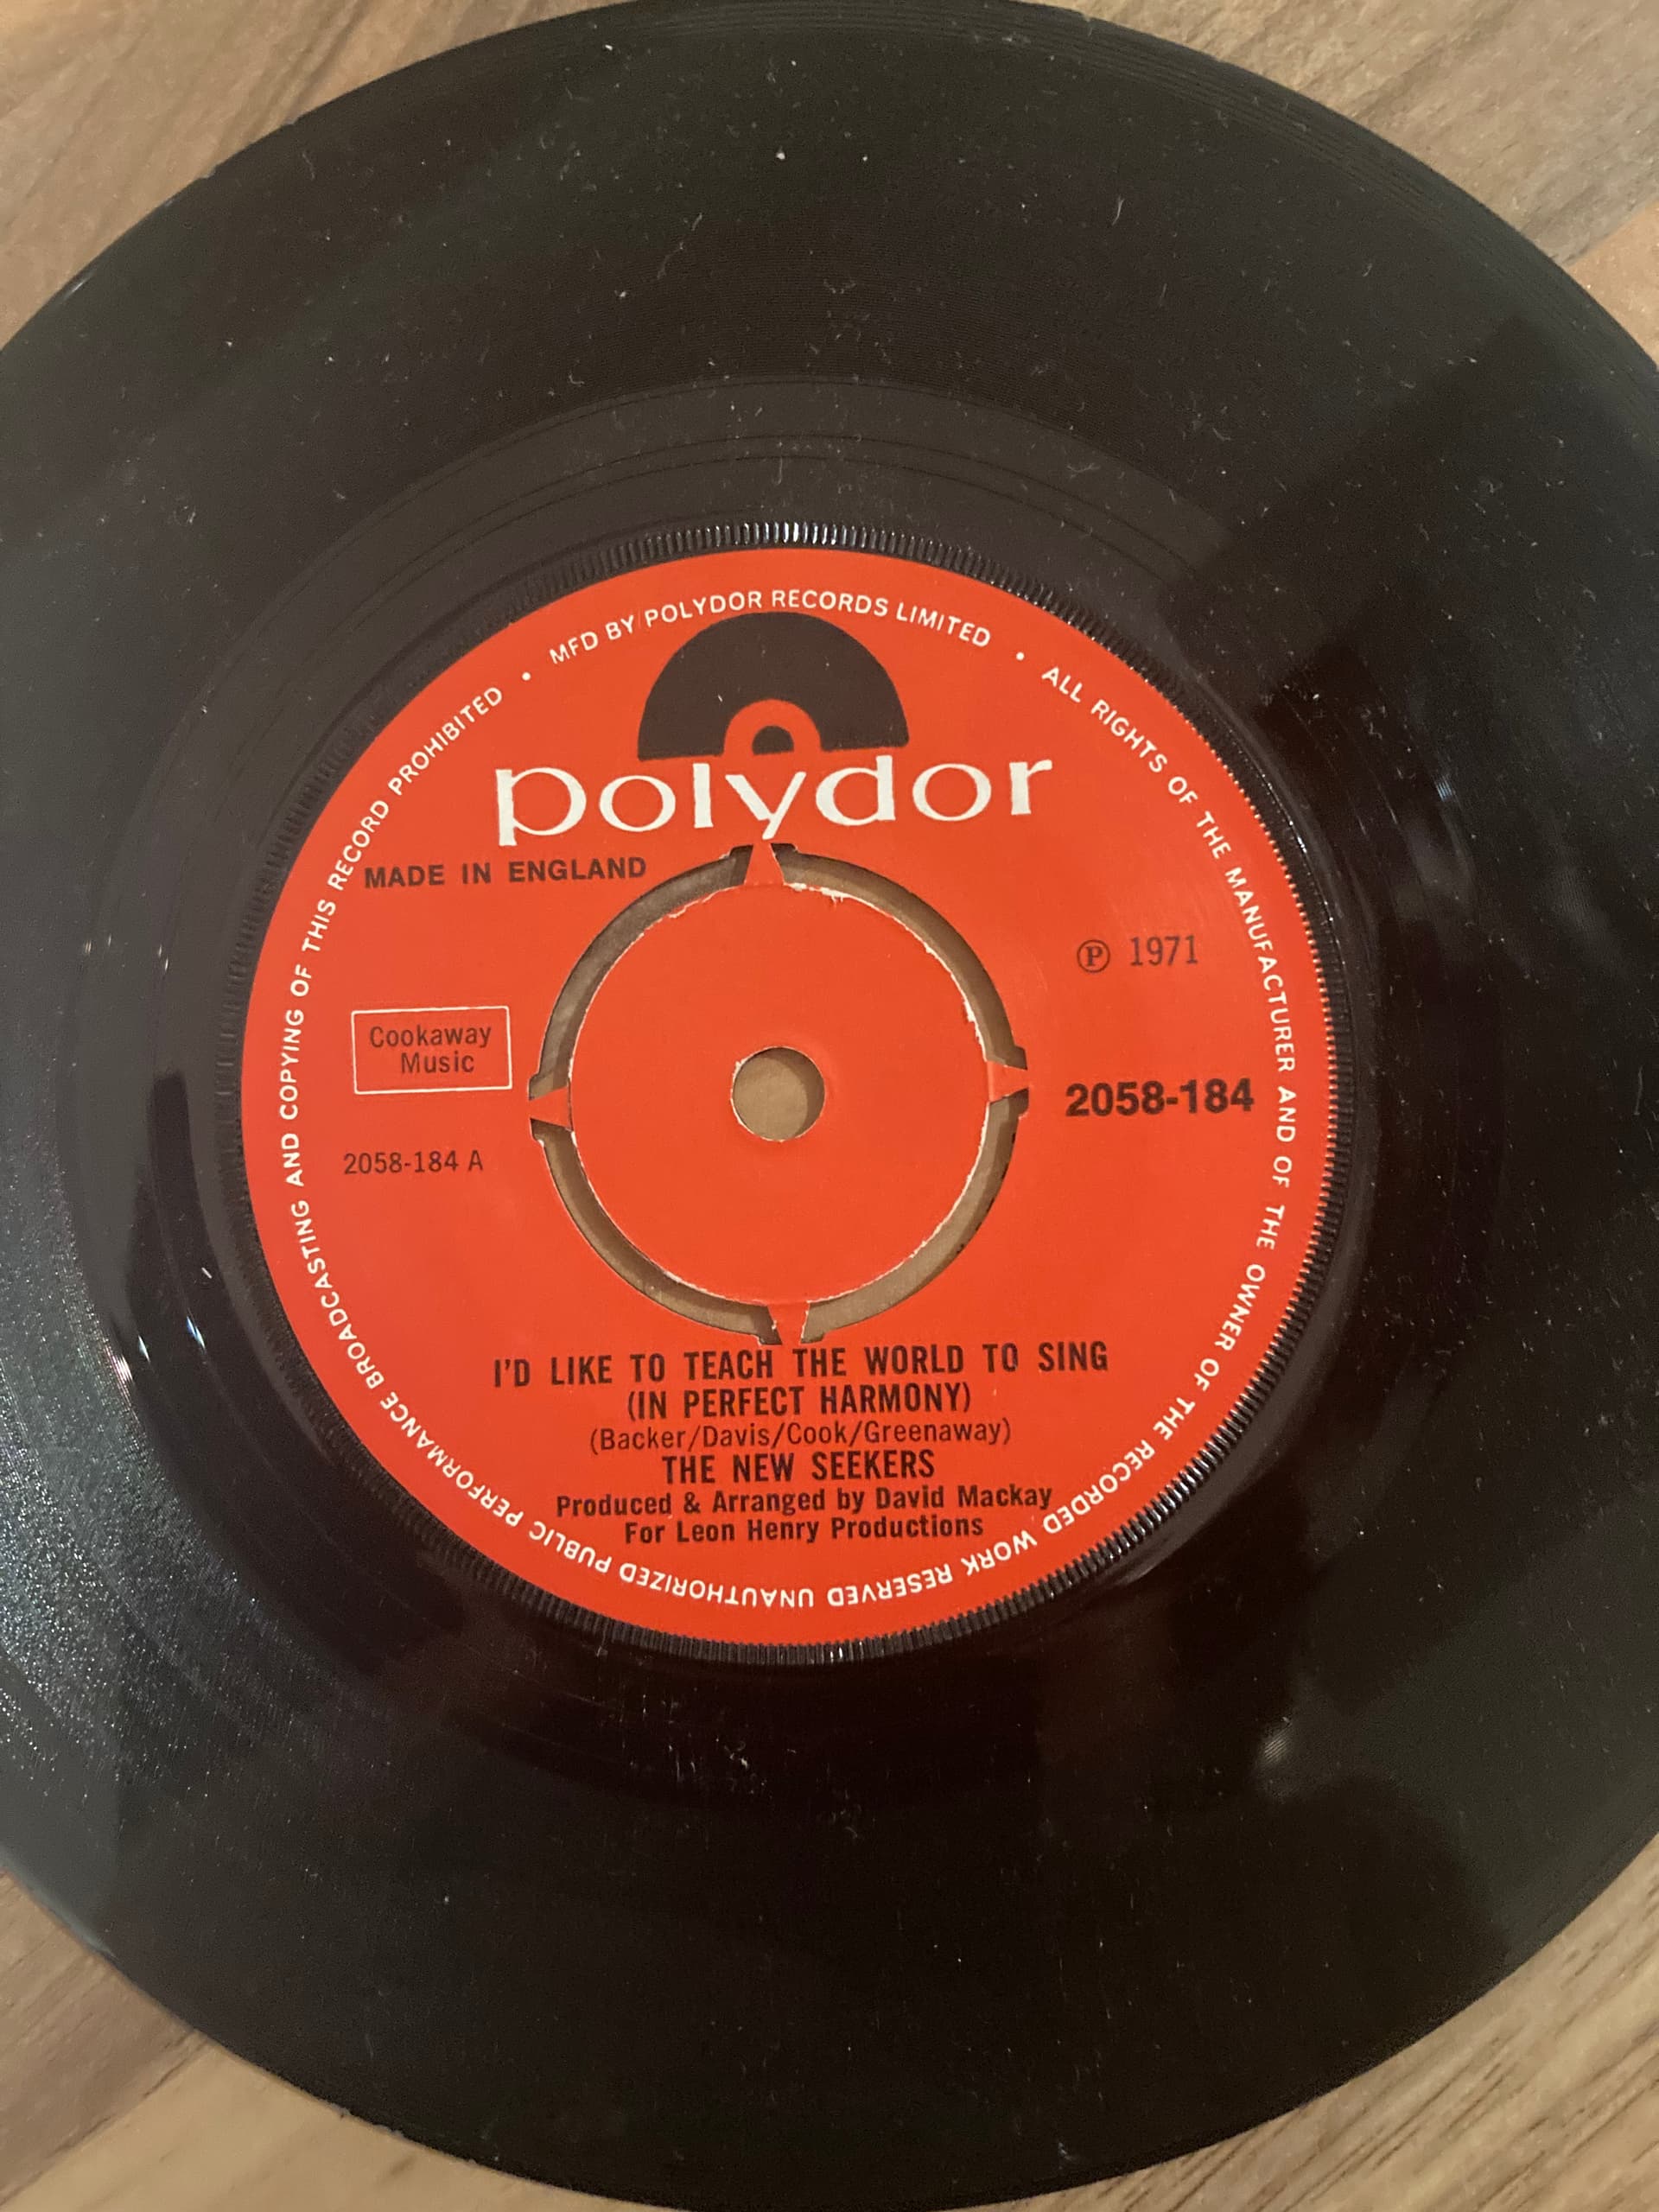 MFD BY POLYDOR RECORDS LIMITED • ALL RIGHTS OF THE MANUFACTURER AND OF THE OWNER OF THE RECORDED WORK RESERVED UNAUTHORIZED PUBLIC PERFORMANCE BROADCASTING AND COPYING OF THIS RECORD PROHIBITED •
polydor
MADE IN ENGLAND
℗ 1971
Cookaway
Music
2058-184
2058-184 A
I'D LIKE TO TEACH THE WORLD TO SING
(IN PERFECT HARMONY)
(Backer/Davis/Cook/Greenaway)
THE NEW SEEKERS
Produced & Arranged by David Mackay
For Leon Henry Productions